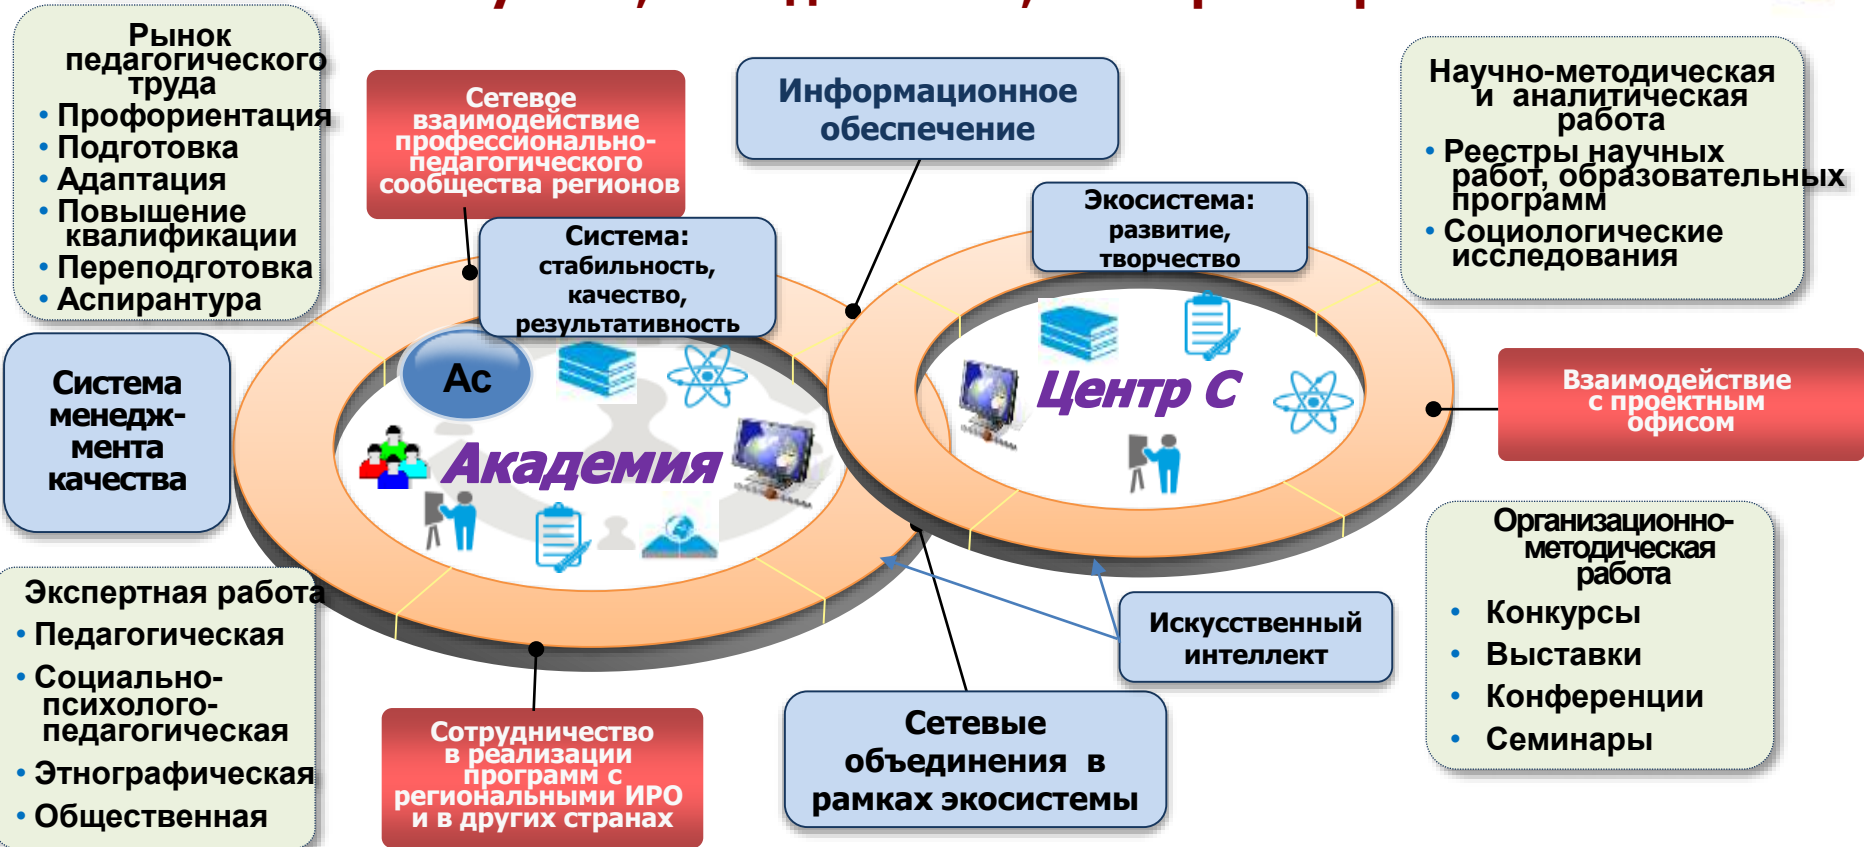 Рынок
педагогического
труда
• Профориентация
• Подготовка
• Адаптация
• Повышение
квалификации
• Переподготовка
• Аспирантура
Сетевое
взаимодействие
профессионально-
педагогического
сообщества регионов
Информационное
обеспечение
Научно-методическая
и аналитическая
работа
• Реестры научных
работ, образовательных
программ
• Социологические
исследования
Система:
стабильность,
качество,
результативность
Экосистема:
развитие,
творчество
Система
менедж-
мента
качества
Ас
Академия
Центр С
Взаимодействие
с проектным
офисом
Экспертная работа
• Педагогическая
• Социально-
психолого-
педагогическая
• Этнографическая
• Общественная
Сотрудничество
в реализации
программ с
региональными ИРО
и в других странах
Сетевые
объединения в
рамках экосистемы
Искусственный
интеллект
Организационно-
методическая
работа
• Конкурсы
• Выставки
• Конференции
• Семинары